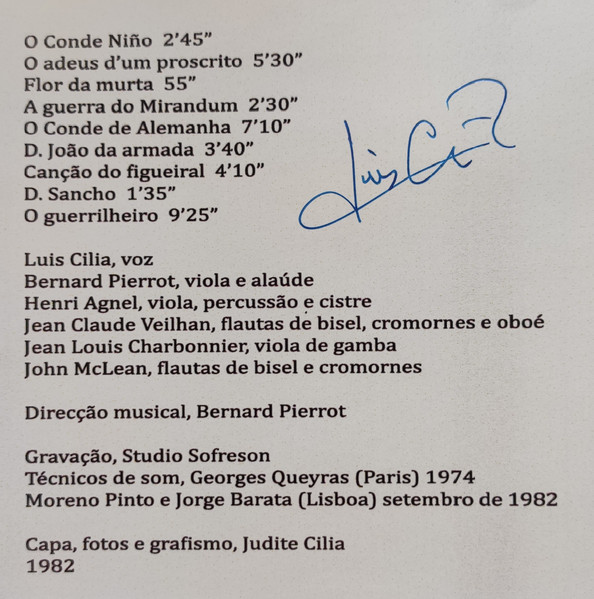 O Conde Niño 2'45"
O adeus d'um proscrito 5'30"
Flor da murta 55"
A guerra do Mirandum 2'30"
O Conde de Alemanha 7'10"
D. João da armada 3'40"
Canção do figueiral 4'10"
D. Sancho 1'35"
O guerrilheiro 9'25"
Luis Cilia
Luis Cilia, voz
Bernard Pierrot, viola e alaúde
Henri Agnel, viola, percussão e cistre
Jean Claude Veilhan, flautas de bisel, cromornes e oboé
Jean Louis Charbonnier, viola de gamba
John McLean, flautas de bisel e cromornes
Direcção musical, Bernard Pierrot
Gravação, Studio Sofreson
Técnicos de som, Georges Queyras (Paris) 1974
Moreno Pinto e Jorge Barata (Lisboa) setembro de 1982
Capa, fotos e grafismo, Judite Cilia
1982